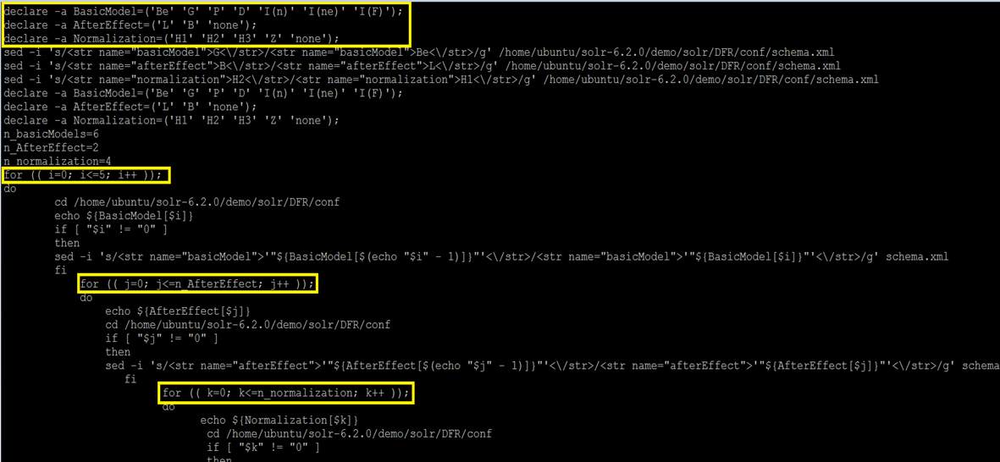 declare -a BasicModel=('Be' 'G' 'P' 'D' 'I(n)' 'I(ne)' 'I(F)');
declare -a AfterEffect=('L' 'B' 'none');
declare -a Normalization=('H1' 'H2' 'H3' 'Z' 'none');
sed -i 's/<str name="basicModel">G<\/str>/<str name="basicModel">Be<\/str>/g' /home/ubuntu/solr-6.2.0/demo/solr/DFR/conf/schema.xml
sed -i 's/<str name="afterEffect">B<\/str>/<str name="afterEffect">L<\/str>/g' /home/ubuntu/solr-6.2.0/demo/solr/DFR/conf/schema.xml
sed -i 's/<str name="normalization">H2<\/str>/<str name="normalization">H1<\/str>/g' /home/ubuntu/solr-6.2.0/demo/solr/DFR/conf/schema.xml
declare -a BasicModel=('Be' 'G' 'P' 'D' 'I(n)' 'I(ne)' 'I(F)');
declare -a AfterEffect=('L' 'B' 'none');
declare -a Normalization=('H1' 'H2' 'H3' 'Z' 'none');
n_basicModels=6
n_AfterEffect=2
n_normalization=4
for (( i=0; i<=5; i++ ));
do
cd /home/ubuntu/solr-6.2.0/demo/solr/DFR/conf
echo ${BasicModel[$i]}
if [ "$i" != "0" ]
then
sed -i 's/<str name="basicModel">'"${BasicModel[$(echo "$i" - 1)]}"'<\/str>/<str name="basicModel">'"${BasicModel[$i]}"'<\/str>/g' schema.xml
fi
for (( j=0; j<=n_AfterEffect; j++ ));
do
echo ${AfterEffect[$j]}
cd /home/ubuntu/solr-6.2.0/demo/solr/DFR/conf
if [ "$j" != "0" ]
then
sed -i 's/<str name="afterEffect">'"${AfterEffect[$(echo "$j" - 1)]}"'<\/str>/<str name="afterEffect">'"${AfterEffect[$j]}"'<\/str>/g' schema
fi
for (( k=0; k<=n_normalization; k++ ));
do
echo ${Normalization[$k]}
cd /home/ubuntu/solr-6.2.0/demo/solr/DFR/conf
if [ "$k" != "0" ]
then